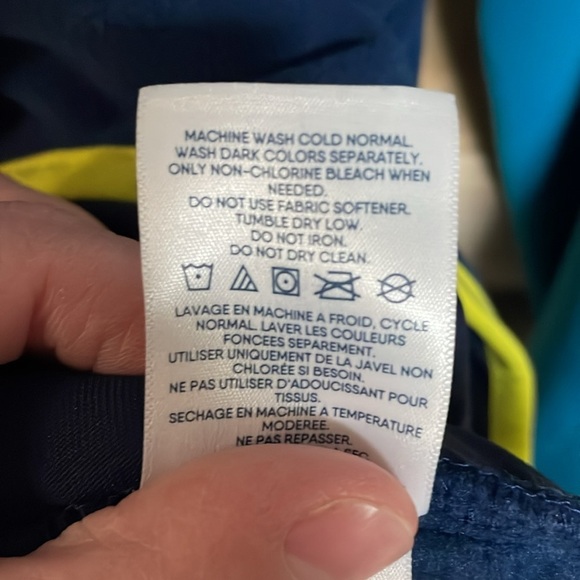 MACHINE WASH COLD NORMAL.
WASH DARK COLORS SEPARATELY.
ONLY NON-CHLORINE BLEACH WHEN
NEEDED.
DO NOT USE FABRIC SOFTENER.
TUMBLE DRY LOW.
DO NOT IRON.
DO NOT DRY CLEAN.
LAVAGE EN MACHINE A FROID, CYCLE
NORMAL. LAVER LES COULEURS
FONCEES SEPAREMENT.
UTILISER UNIQUEMENT DE LA JAVEL NON
CHLORÉE SI BESOIN.
NE PAS UTILISER D'ADOUCISSANT POUR
TISSUS.
SECHAGE EN MACHINE A TEMPERATURE
MODEREE.
NE PAS REPASSER.